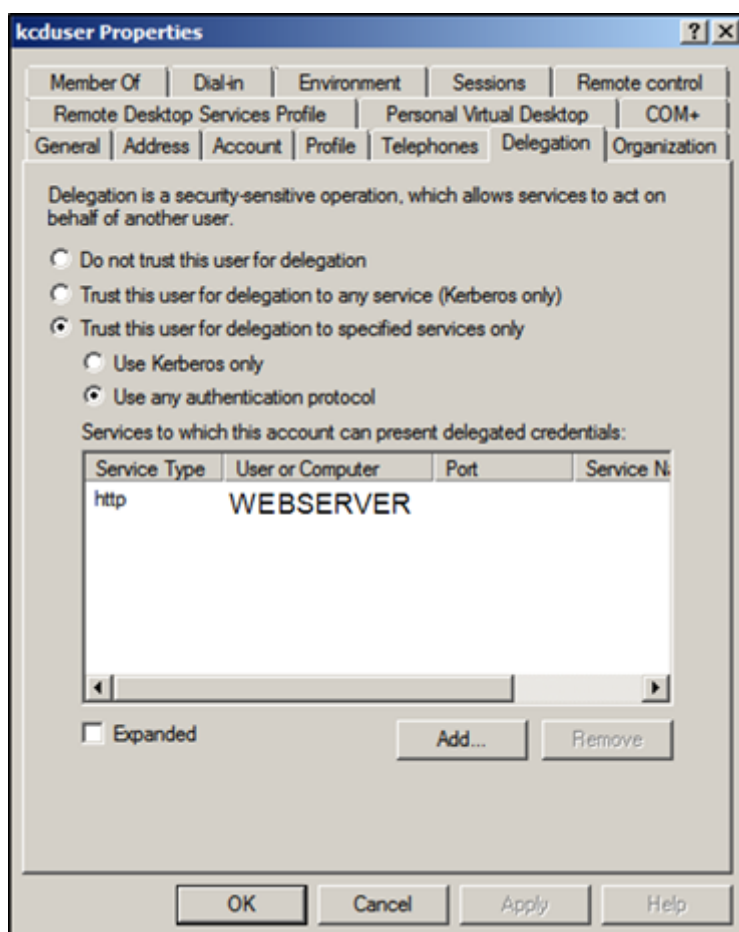 kcduser Properties
Member Of Dial-in Environment Sessions Remote control
Remote Desktop Services Profile Personal Virtual Desktop COM+
General Address Account Profile Telephones Delegation Organization
Delegation is a security-sensitive operation, which allows services to act on
behalf of another user.
Do not trust this user for delegation
Trust this user for delegation to any service (Kerberos only)
Trust this user for delegation to specified services only
Use Kerberos only
Use any authentication protocol
Services to which this account can present delegated credentials:
Service Type User or Computer Port Service Na
http WEBSERVER
Expanded Add... Remove
OK Cancel Apply Help